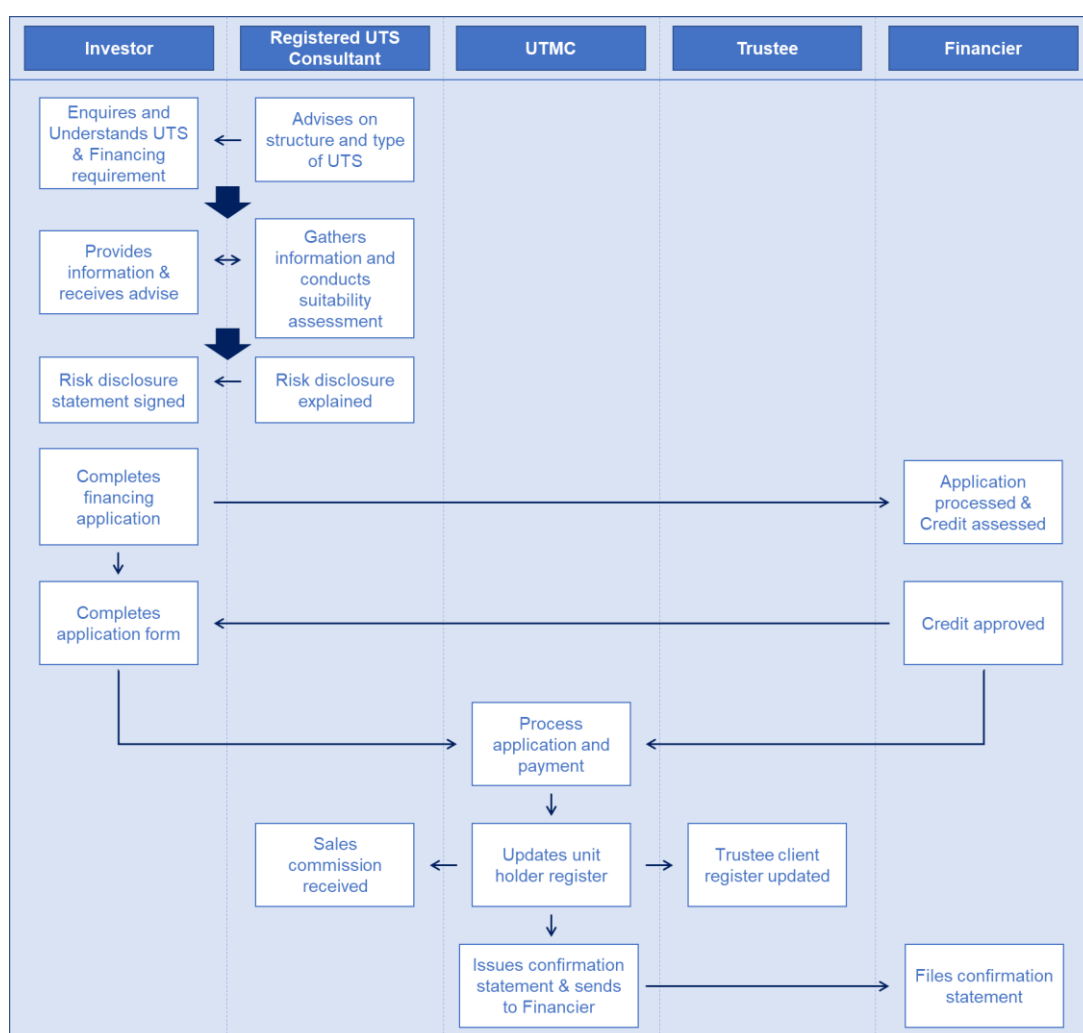 Investor
Registered UTS
Consultant
UTMC
Trustee
Financier
Enquires and
Understands UTS
& Financing
requirement
Advises on
structure and type
of UTS
Provides
information &
receives advise
Gathers
information and
conducts
suitability
assessment
Risk disclosure
statement signed
Risk disclosure
explained
Completes
financing
application
Application
processed &
Credit assessed
Completes
application form
Credit approved
Process
application and
payment
Sales
commission
received
Updates unit
holder register
Trustee client
register updated
Issues confirmation
statement & sends
to Financier
Files confirmation
statement